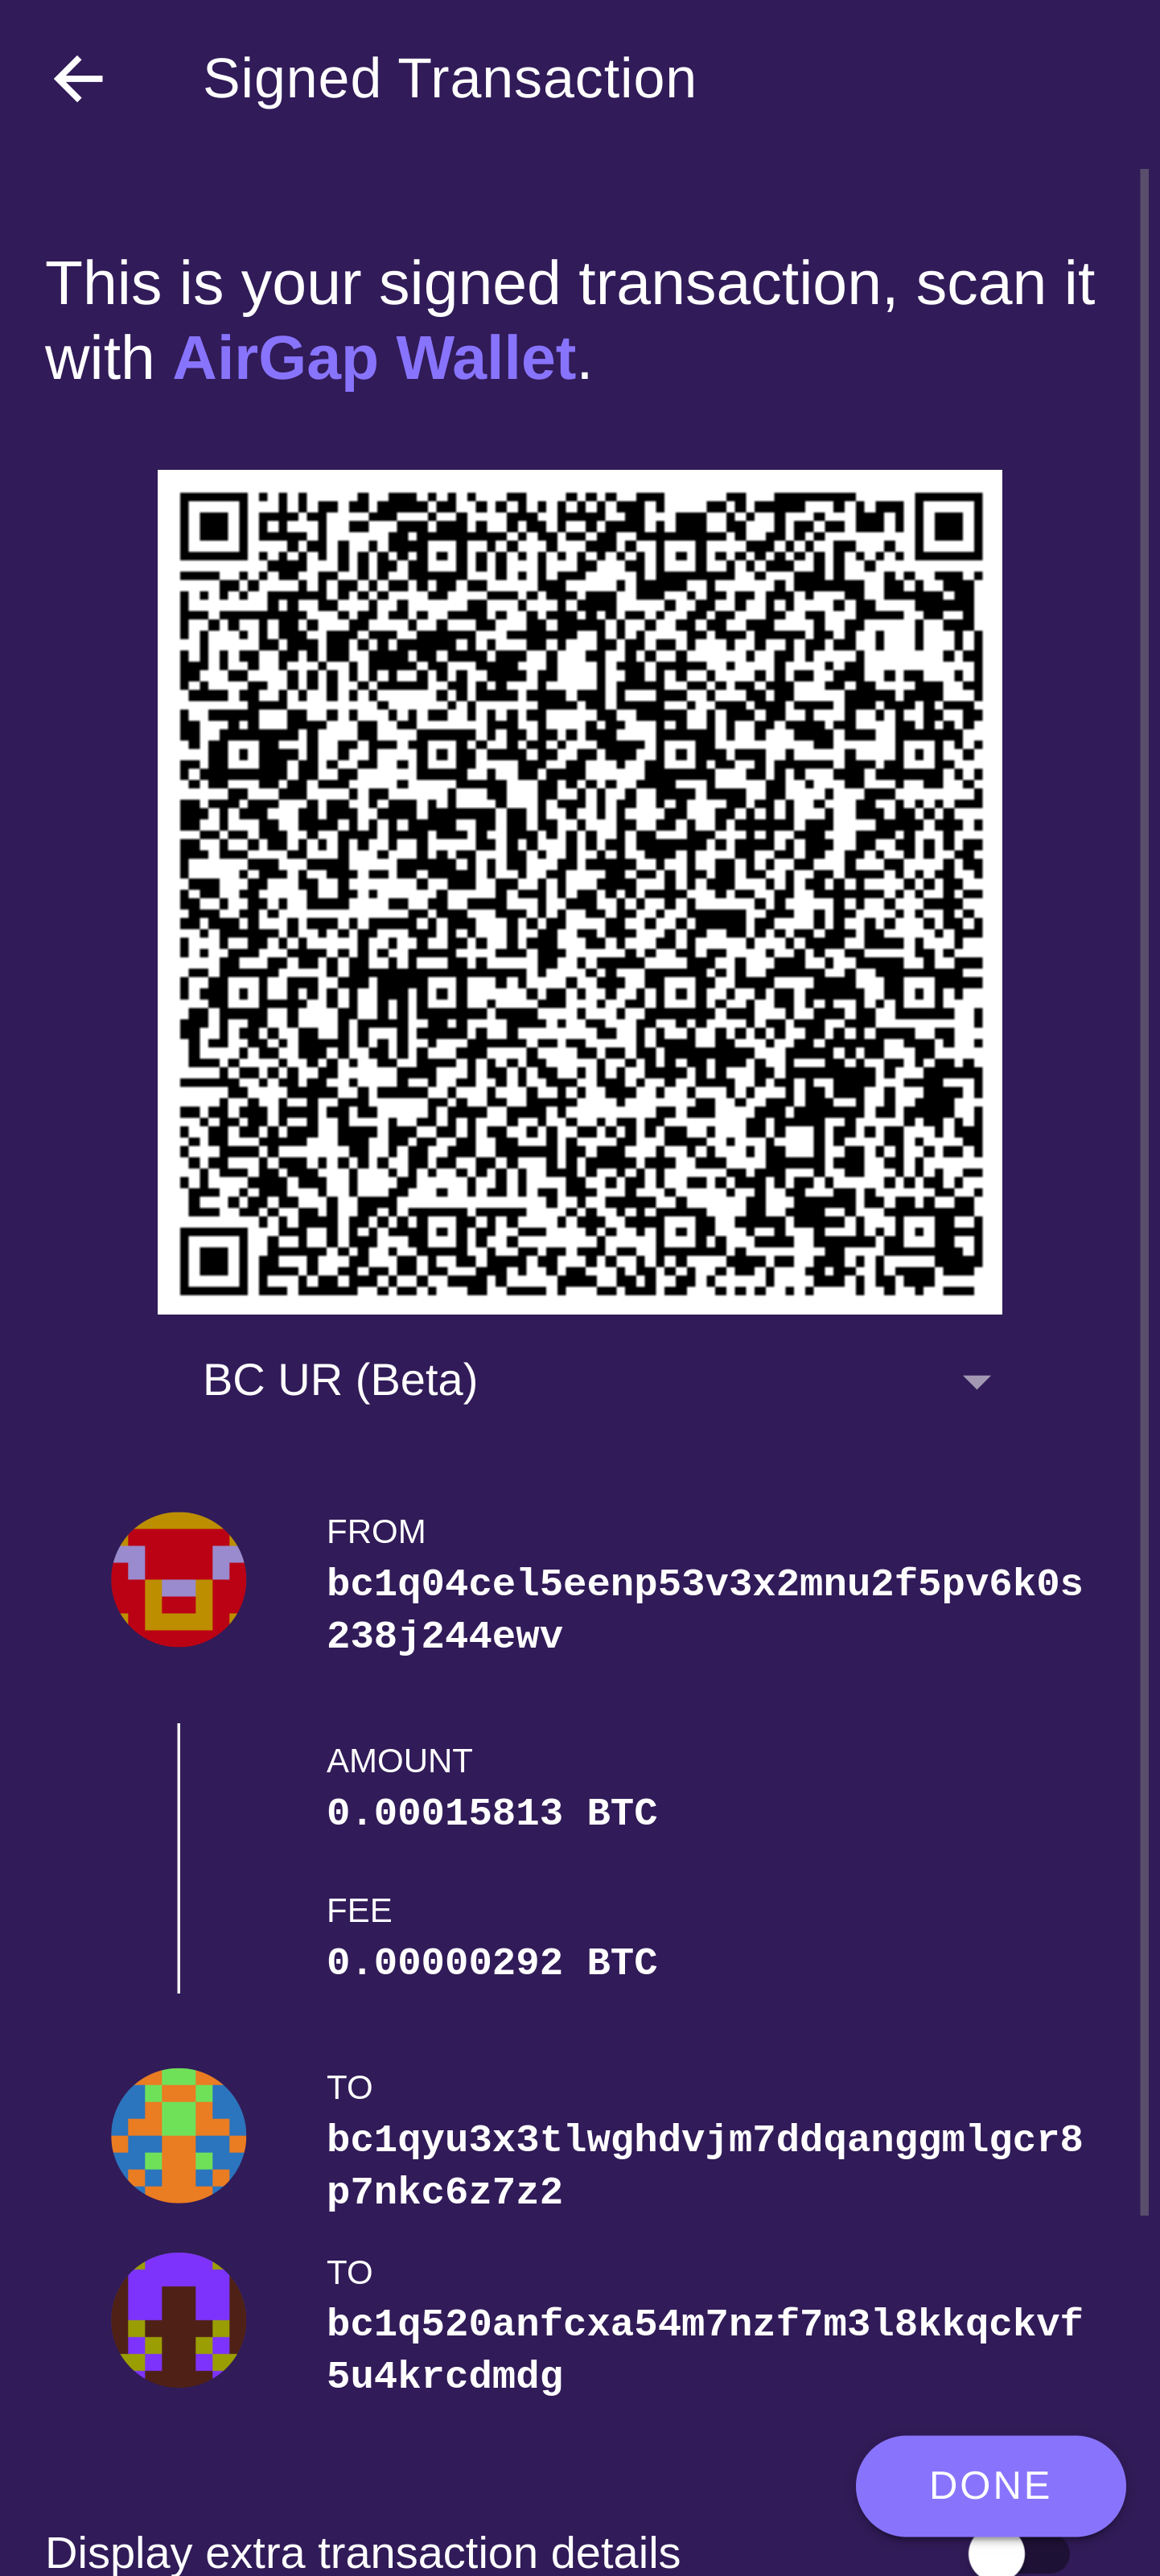 Signed Transaction
This is your signed transaction, scan it
with AirGap Wallet.
BC UR (Beta)
FROM
bc1q04cel5eenp53v3x2mnu2f5pv6k0s
238j244ewv
AMOUNT
0.00015813 BTC
FEE
0.00000292 BTC
TO
bc1qyu3x3tlwghdvjm7ddqanggmlgcr8
p7nkc6z7z2
TO
bc1q520anfcxa54m7nzf7m3l8kkqckvf
5u4krcdmdg
DONE
Display extra transaction details